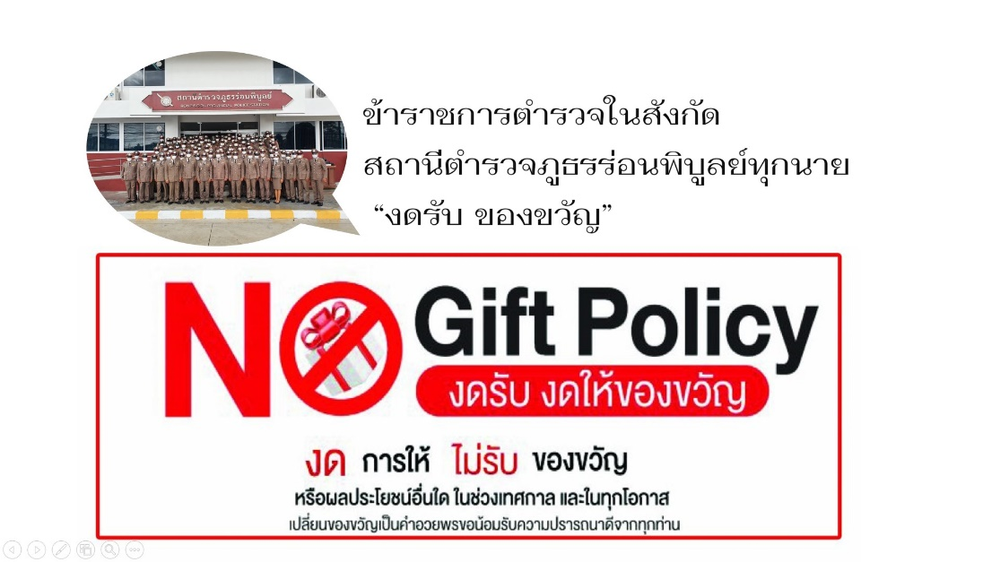 สถานีตำรวจภูธรร่อนพิบูลย์
ข้าราชการตำรวจในสังกัด
สถานีตำรวจภูธรร่อนพิบูลย์ทุกนาย
“งดรับ ของขวัญ”
NO Gift Policy
งดรับ งดให้ของขวัญ
งด การให้ ไม่รับ ของขวัญ
หรือผลประโยชน์อื่นใด ในช่วงเทศกาล และในทุกโอกาส
เปลี่ยนของขวัญเป็นคำอวยพรขอน้อมรับความปรารถนาดีจากทุกท่าน